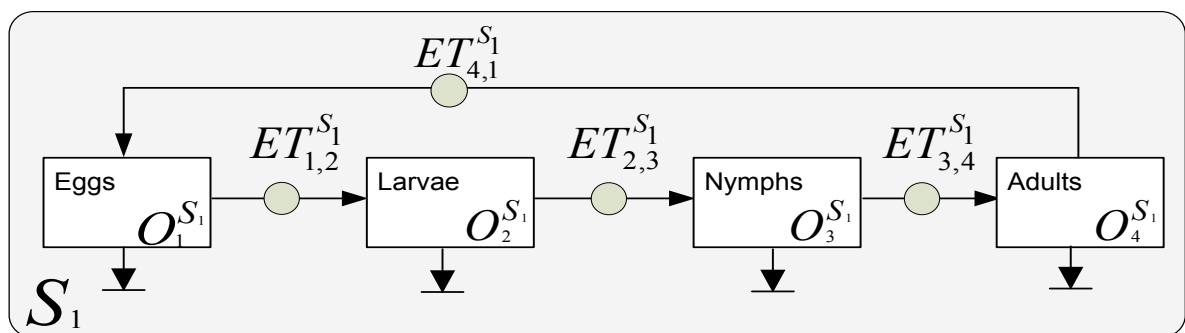 ET_{4,1}^{S_1}
ET_{1,2}^{S_1} ET_{2,3}^{S_1} ET_{3,4}^{S_1}
Eggs Larvae Nymphs Adults
O_1^{S_1} O_2^{S_1} O_3^{S_1} O_4^{S_1}
S_1